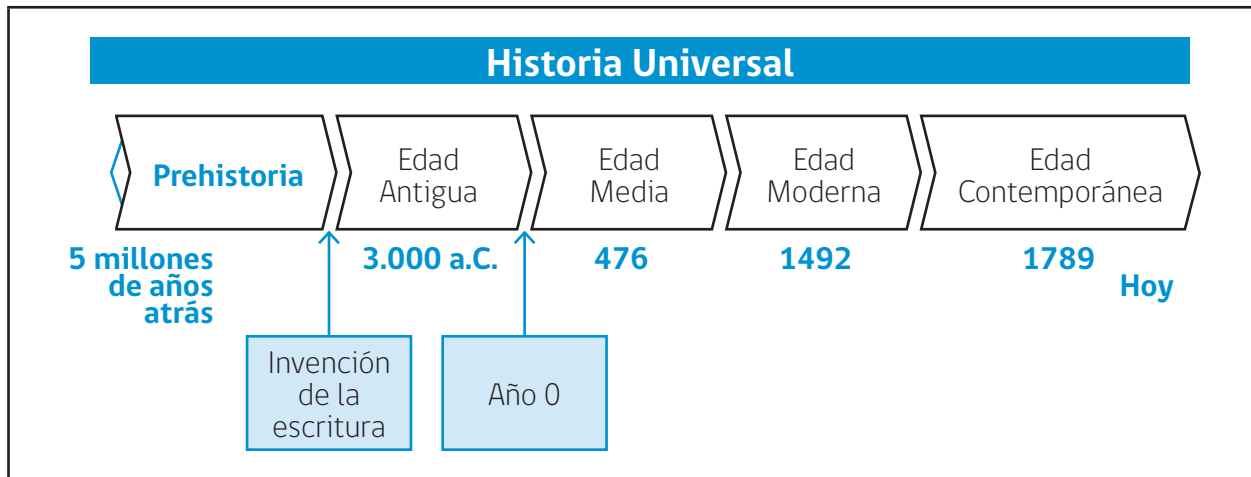 Historia Universal
Prehistoria
Edad
Antigua
Edad
Media
Edad
Moderna
Edad
Contemporánea
5 millones
de años
atrás
3.000 a.C.
476
1492
1789
Hoy
Invención
de la
escritura
Año 0